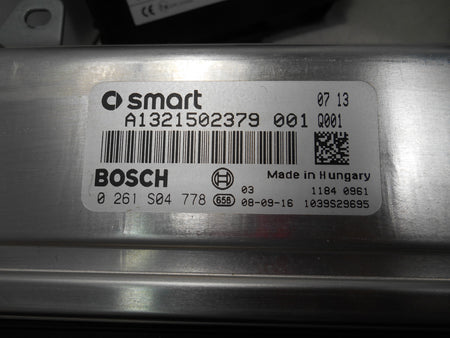 smart 07 13
A1321502379 001 Q001
BOSCH Made in Hungary
03 1184 0961
0 261 S04 778 658 08-09-16 1039S29695